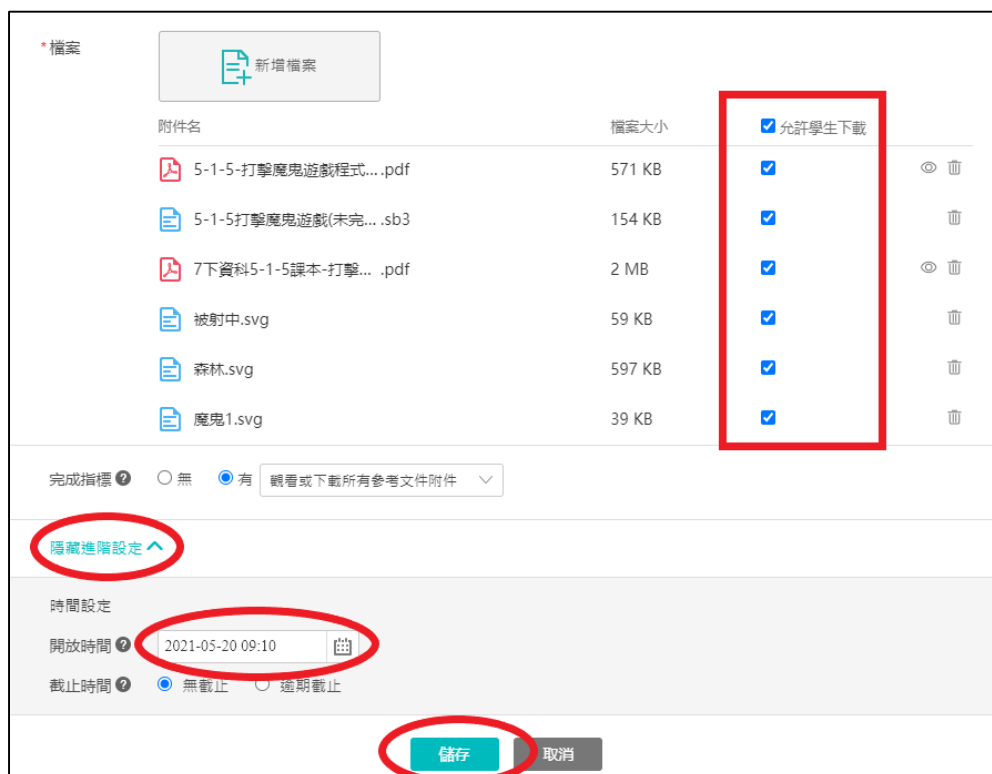 *檔案
新增檔案
附件名 檔案大小 允許學生下載
5-1-5-打擊魔鬼遊戲程式... .pdf 571 KB
5-1-5打擊魔鬼遊戲(未完... .sb3 154 KB
7下資科5-1-5課本-打擊... .pdf 2 MB
被射中.svg 59 KB
森林.svg 597 KB
魔鬼1.svg 39 KB
完成指標 ? 無 有 觀看或下載所有參考文件附件
隱藏進階設定
時間設定
開放時間 ? 2021-05-20 09:10
截止時間 ? 無截止 逾期截止
儲存 取消